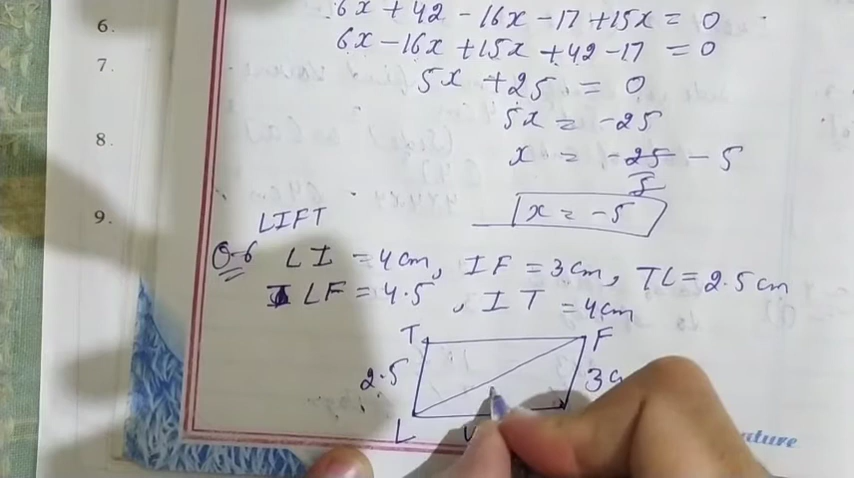 6.
6x + 42 - 16x - 17 + 15x = 0
6x - 16x + 15x + 42 - 17 = 0
7.
5x + 25 = 0
5x = -25
8.
x = -25/5 - 5
x = -5
9.
LIFT
Q-6 LI = 4cm, IF = 3cm, TL = 2.5cm
LF = 4.5, IT = 4cm
T F
2.5
L